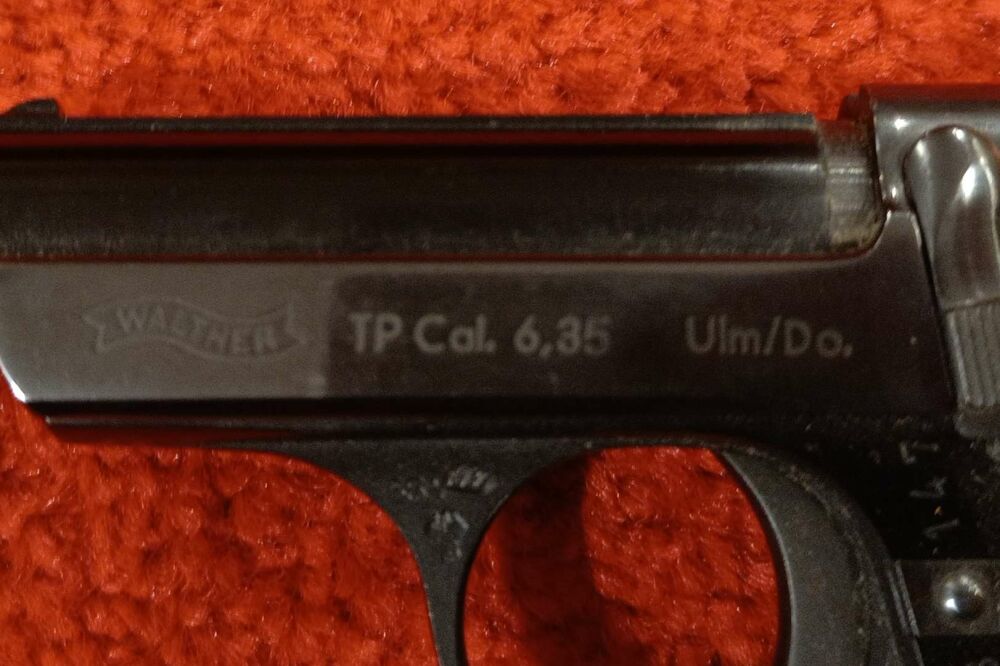 WALTHER TP Cal. 6,35 Ulm/Do.